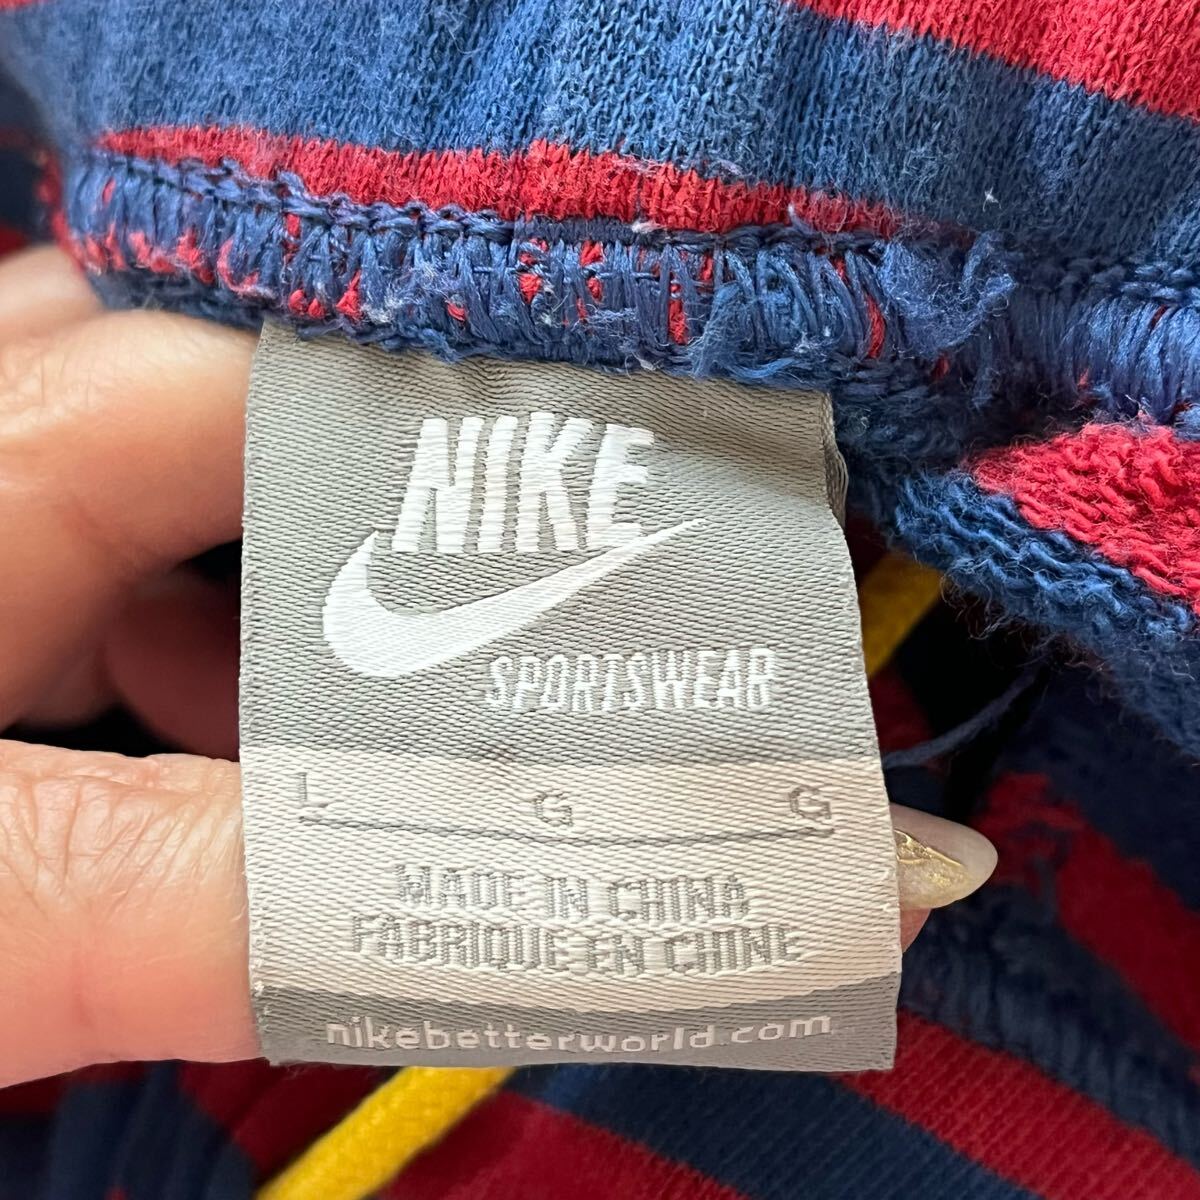 NIKE
SPORTSWEAR
L G G
MADE IN CHINA
FABRIQUE EN CHINE
nikebetterworld.com